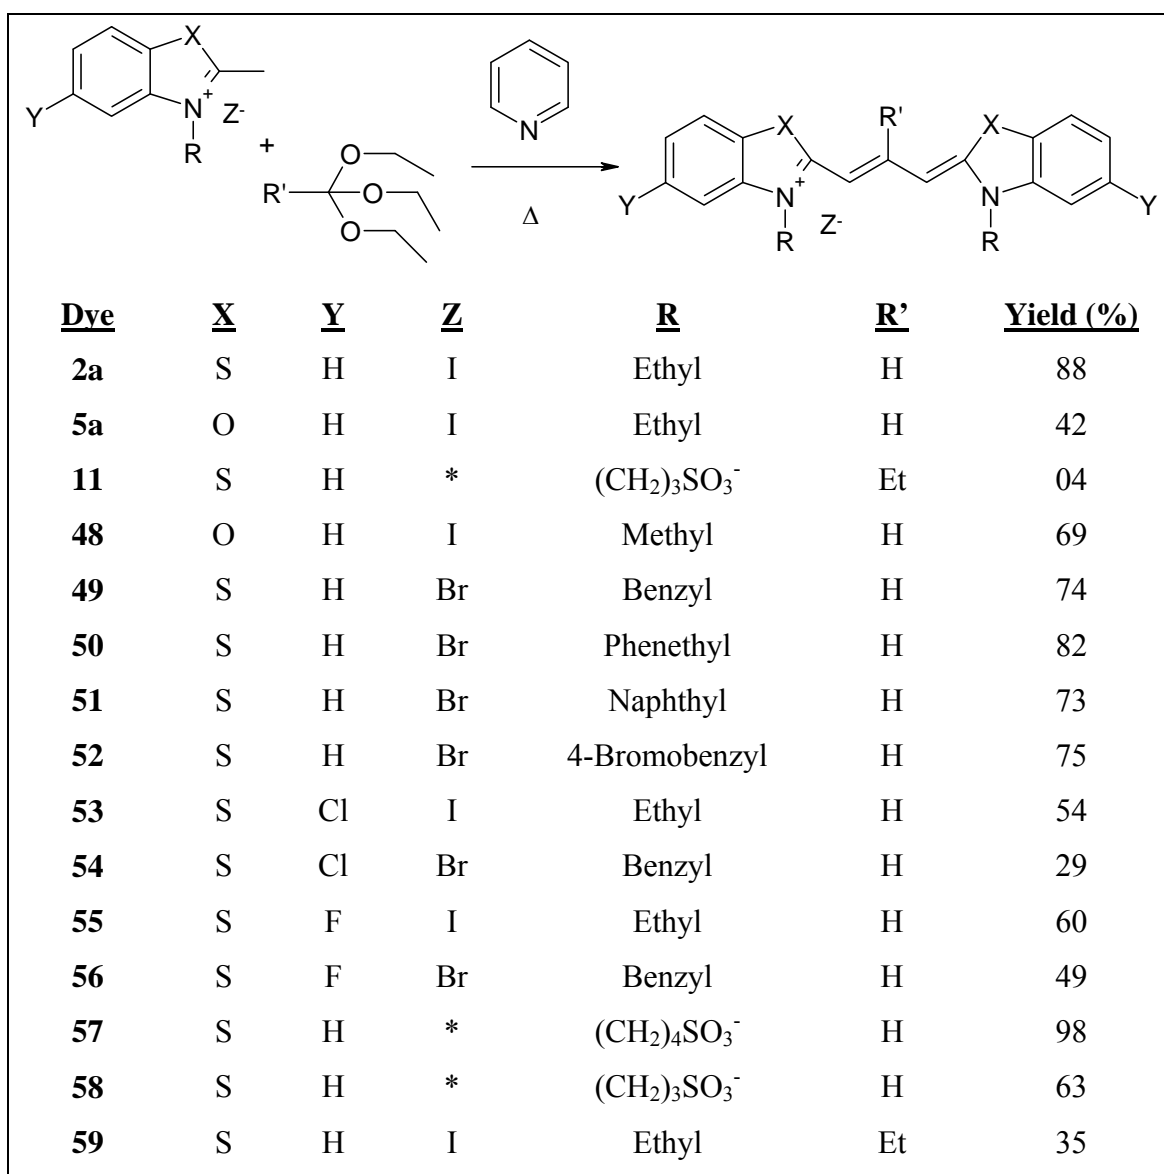 X
N+
Z-
Y
R
+
R'
O
O
O
N
Δ
R'
X
X
N+
N
Z-
Y
Y
R
R
Dye X Y Z R R’ Yield (%)
2a S H I Ethyl H 88
5a O H I Ethyl H 42
11 S H * (CH2)3SO3- Et 04
48 O H I Methyl H 69
49 S H Br Benzyl H 74
50 S H Br Phenethyl H 82
51 S H Br Naphthyl H 73
52 S H Br 4-Bromobenzyl H 75
53 S Cl I Ethyl H 54
54 S Cl Br Benzyl H 29
55 S F I Ethyl H 60
56 S F Br Benzyl H 49
57 S H * (CH2)4SO3- H 98
58 S H * (CH2)3SO3- H 63
59 S H I Ethyl Et 35